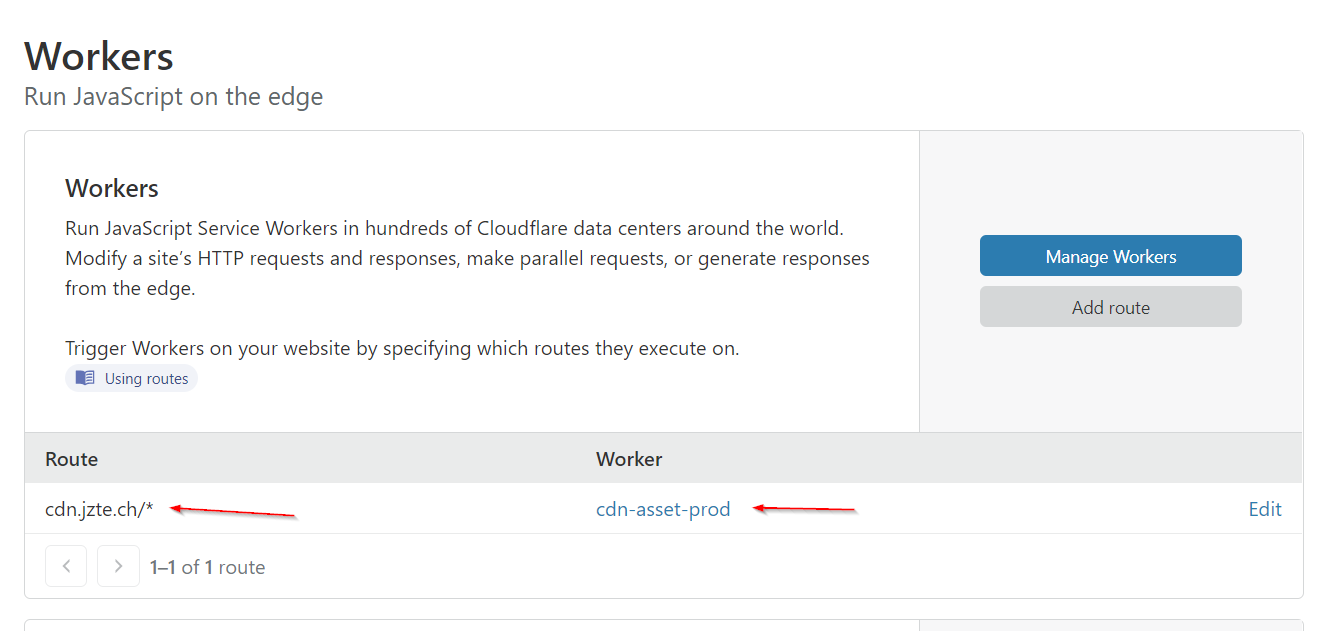 Workers
Run JavaScript on the edge
Workers
Run JavaScript Service Workers in hundreds of Cloudflare data centers around the world.
Modify a site's HTTP requests and responses, make parallel requests, or generate responses
from the edge.
Trigger Workers on your website by specifying which routes they execute on.
Using routes
Manage Workers
Add route
Route Worker
cdn.jzte.ch/* cdn-asset-prod Edit
1–1 of 1 route